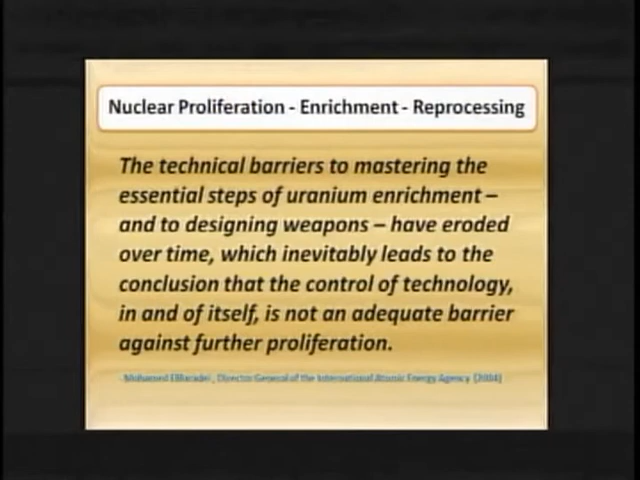 Nuclear Proliferation - Enrichment - Reprocessing
The technical barriers to mastering the
essential steps of uranium enrichment –
and to designing weapons – have eroded
over time, which inevitably leads to the
conclusion that the control of technology,
in and of itself, is not an adequate barrier
against further proliferation.
- Mohamed ElBaradei, Director General of the International Atomic Energy Agency (2004)